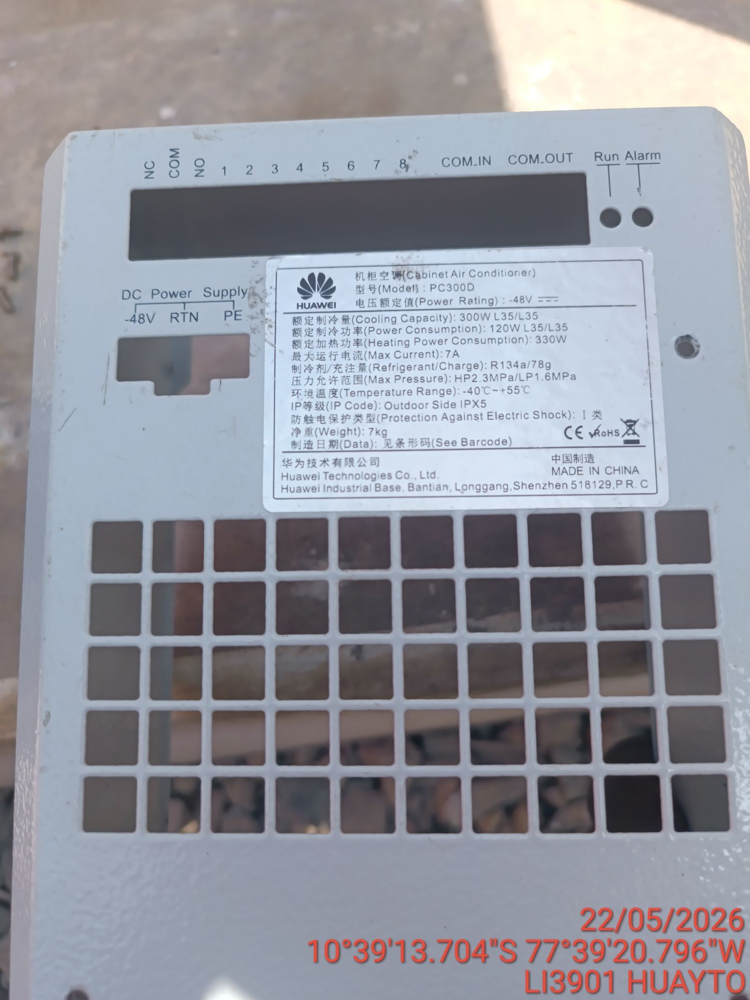 NC COM NO 1 2 3 4 5 6 7 8 COM_IN COM_OUT Run Alarm
DC Power Supply
-48V RTN PE
HUAWEI
机柜空调(Cabinet Air Conditioner)
型号(Model) : PC300D
电压额定值(Power Rating) : -48V
额定制冷量(Cooling Capacity): 300W L35/L35
额定制冷功率(Power Consumption): 120W L35/L35
额定加热功率(Heating Power Consumption): 330W
最大运行电流(Max Current): 7A
制冷剂/充注量(Refrigerant/Charge): R134a/78g
压力允许范围(Max Pressure): HP2.3MPa/LP1.6MPa
环境温度(Temperature Range): -40℃~+55℃
IP等级(IP Code): Outdoor Side IPX5
防触电保护类型(Protection Against Electric Shock): I 类
净重(Weight): 7kg
CE RoHS
制造日期(Data): 见条形码(See Barcode)
华为技术有限公司
Huawei Technologies Co., Ltd.
中国制造
MADE IN CHINA
Huawei Industrial Base, Bantian, Longgang,Shenzhen 518129,P.R. C
22/05/2026
10°39'13.704"S 77°39'20.796"W
LI3901 HUAYTO